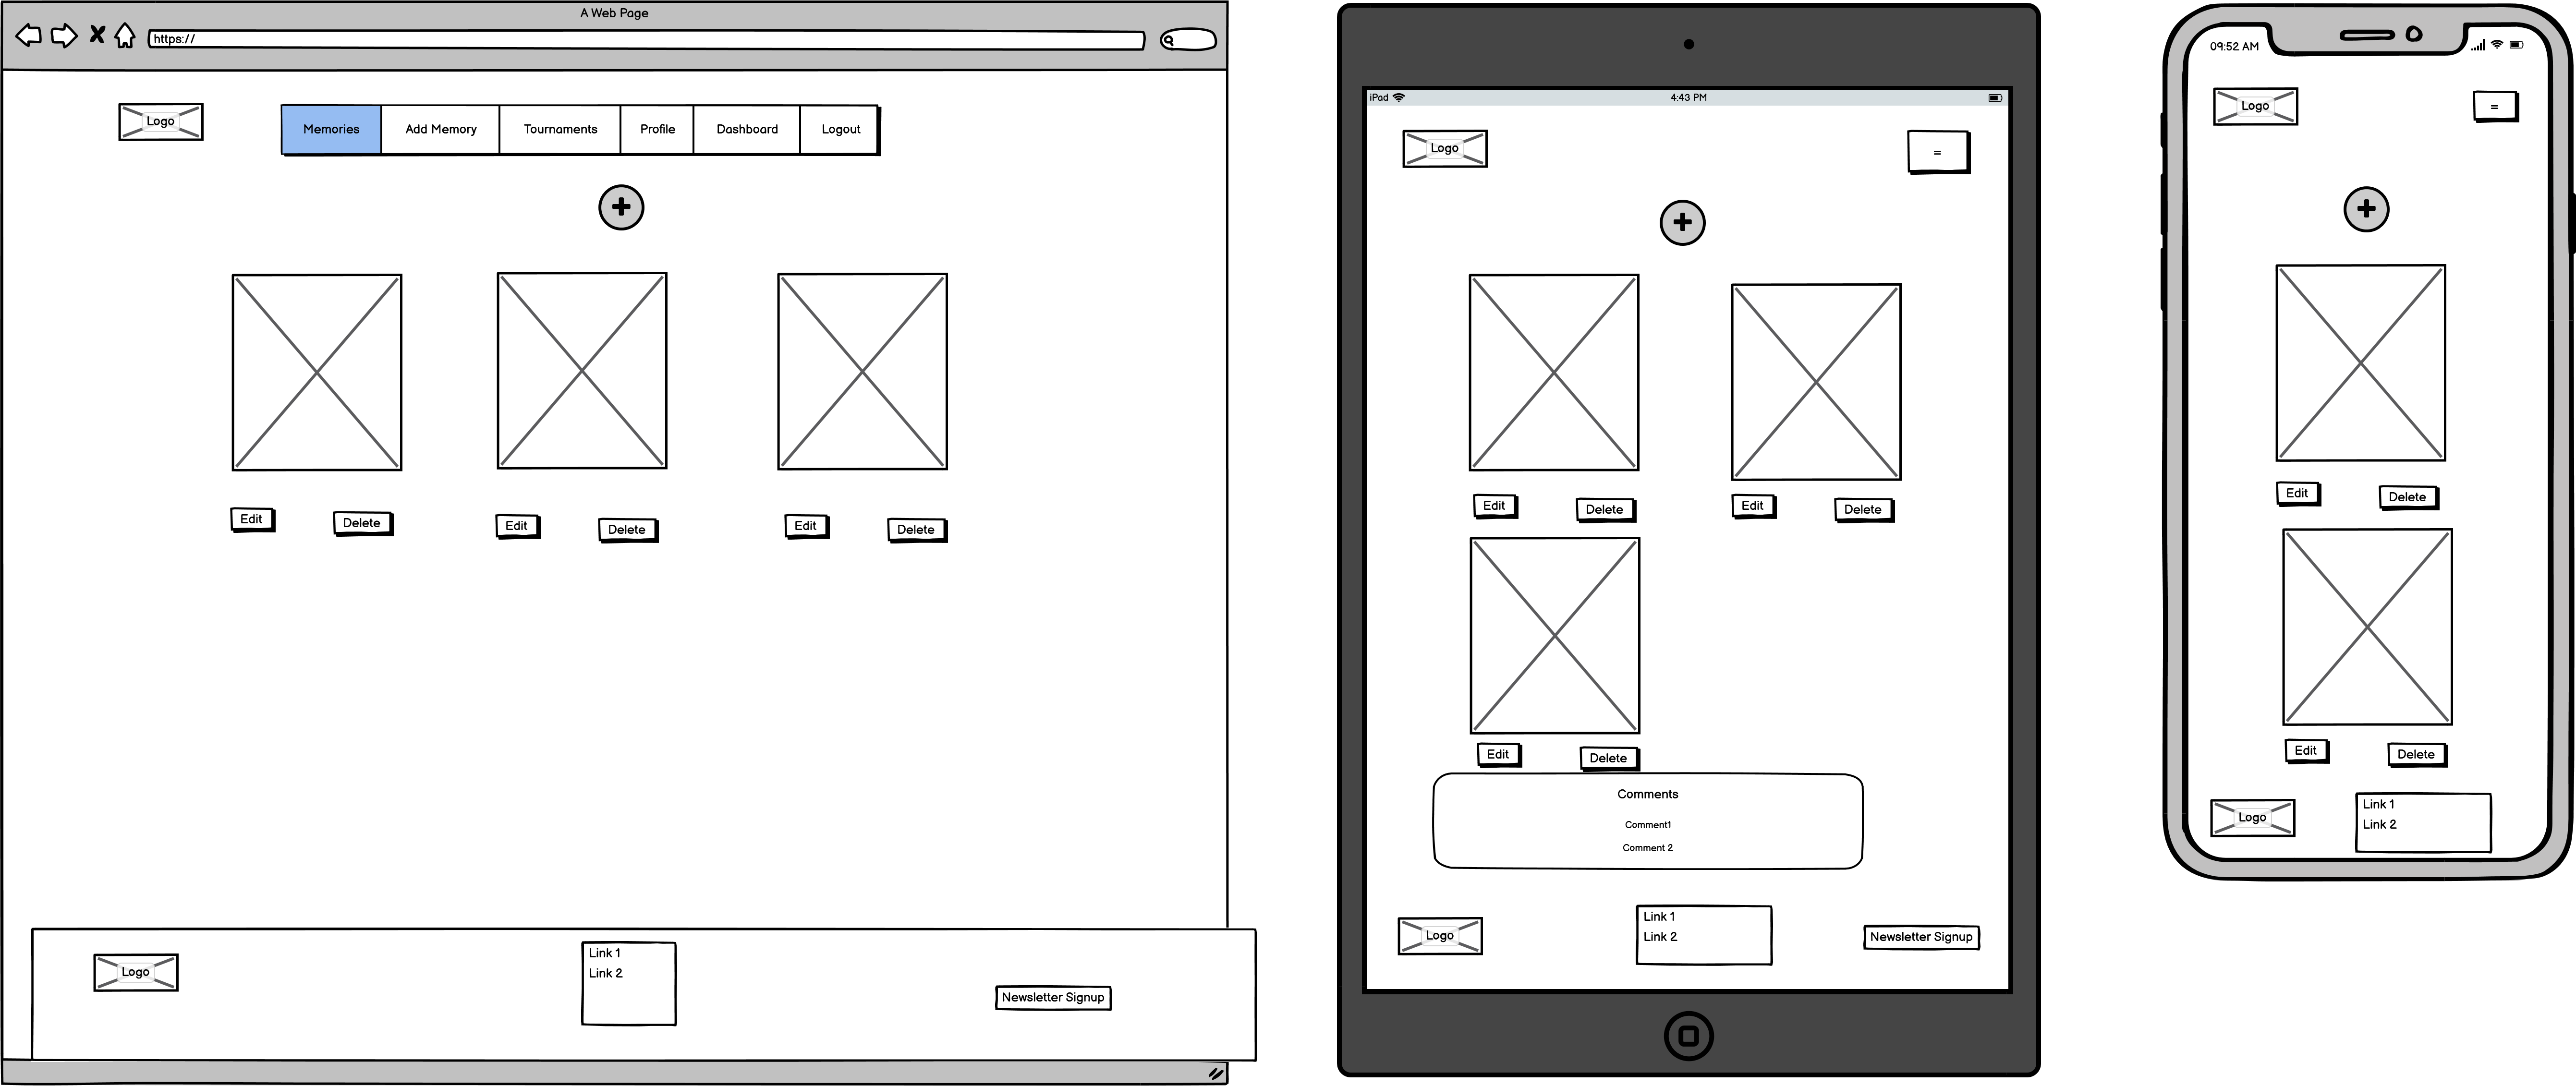 A Web Page
https://
Logo
Memories Add Memory Tournaments Profile Dashboard Logout
Edit Delete Edit Delete Edit Delete
Logo
Link 1
Link 2
Newsletter Signup
iPad 4:43 PM
Logo =
Edit Delete Edit Delete
Edit Delete
Comments
Comment1
Comment 2
Logo
Link 1
Link 2
Newsletter Signup
09:52 AM
Logo =
Edit Delete
Edit Delete
Logo
Link 1
Link 2